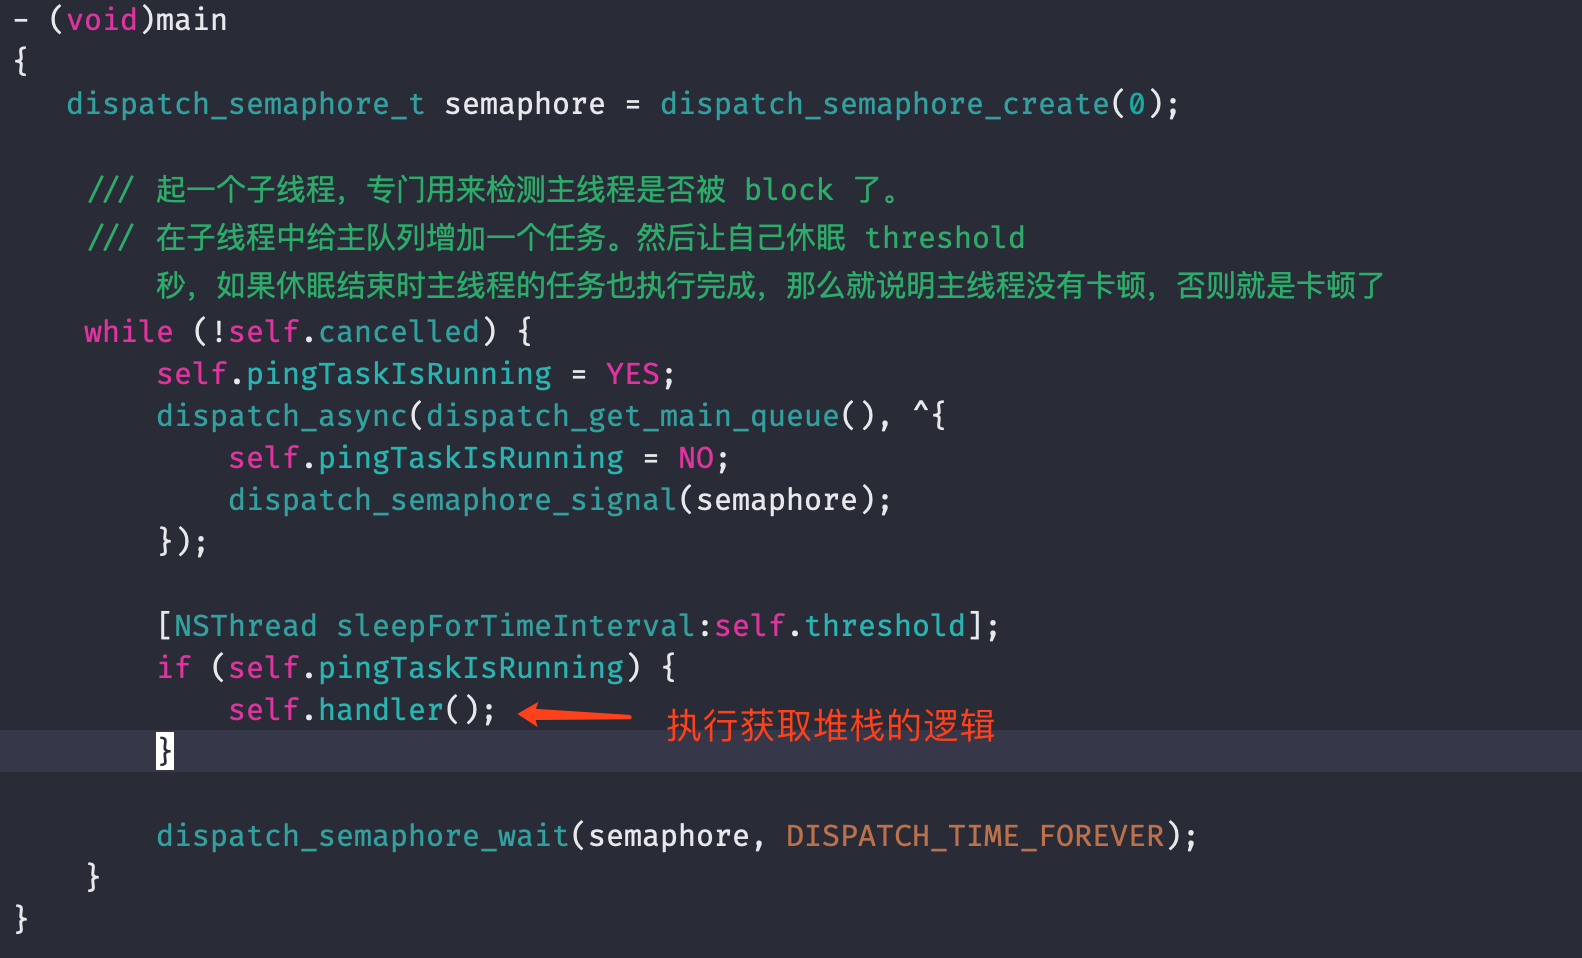 - (void)main
{
dispatch_semaphore_t semaphore = dispatch_semaphore_create(0);
/// 起一个子线程，专门用来检测主线程是否被 block 了。
/// 在子线程中给主队列增加一个任务。然后让自己休眠 threshold
秒，如果休眠结束时主线程的任务也执行完成，那么就说明主线程没有卡顿，否则就是卡顿了
while (!self.cancelled) {
self.pingTaskIsRunning = YES;
dispatch_async(dispatch_get_main_queue(), ^{
self.pingTaskIsRunning = NO;
dispatch_semaphore_signal(semaphore);
});
[NSThread sleepForTimeInterval:self.threshold];
if (self.pingTaskIsRunning) {
self.handler(); 执行获取堆栈的逻辑
}
dispatch_semaphore_wait(semaphore, DISPATCH_TIME_FOREVER);
}
}